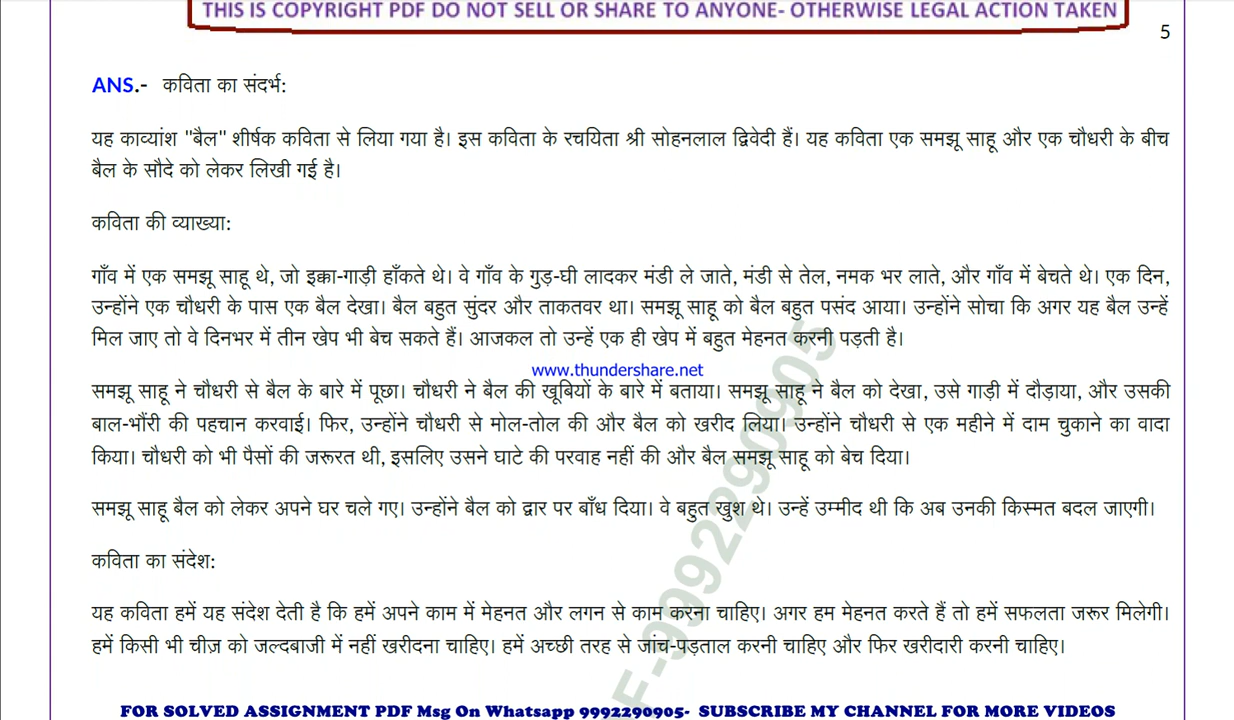 THIS IS COPYRIGHT PDF DO NOT SELL OR SHARE TO ANYONE- OTHERWISE LEGAL ACTION TAKEN
5
ANS.- कविता का संदर्भ:
यह काव्यांश "बैल" शीर्षक कविता से लिया गया है। इस कविता के रचयिता श्री सोहनलाल द्विवेदी हैं। यह कविता एक समझू साहू और एक चौधरी के बीच
बैल के सौदे को लेकर लिखी गई है।
कविता की व्याख्या:
गाँव में एक समझू साहू थे, जो इक्का-गाड़ी हाँकते थे। वे गाँव के गुड़-घी लादकर मंडी ले जाते, मंडी से तेल, नमक भर लाते, और गाँव में बेचते थे। एक दिन,
उन्होंने एक चौधरी के पास एक बैल देखा। बैल बहुत सुंदर और ताकतवर था। समझू साहू को बैल बहुत पसंद आया। उन्होंने सोचा कि अगर यह बैल उन्हें
मिल जाए तो वे दिनभर में तीन खेप भी बेच सकते हैं। आजकल तो उन्हें एक ही खेप में बहुत मेहनत करनी पड़ती है।
www.thundershare.net
समझू साहू ने चौधरी से बैल के बारे में पूछा। चौधरी ने बैल की खूबियों के बारे में बताया। समझू साहू ने बैल को देखा, उसे गाड़ी में दौड़ाया, और उसकी
बाल-भौंरी की पहचान करवाई। फिर, उन्होंने चौधरी से मोल-तोल की और बैल को खरीद लिया। उन्होंने चौधरी से एक महीने में दाम चुकाने का वादा
किया। चौधरी को भी पैसों की जरूरत थी, इसलिए उसने घाटे की परवाह नहीं की और बैल समझू साहू को बेच दिया।
समझू साहू बैल को लेकर अपने घर चले गए। उन्होंने बैल को द्वार पर बाँध दिया। वे बहुत खुश थे। उन्हें उम्मीद थी कि अब उनकी किस्मत बदल जाएगी।
कविता का संदेश:
यह कविता हमें यह संदेश देती है कि हमें अपने काम में मेहनत और लगन से काम करना चाहिए। अगर हम मेहनत करते हैं तो हमें सफलता जरूर मिलेगी।
हमें किसी भी चीज़ को जल्दबाजी में नहीं खरीदना चाहिए। हमें अच्छी तरह से जांच-पड़ताल करनी चाहिए और फिर खरीदारी करनी चाहिए।
F-9992290905
FOR SOLVED ASSIGNMENT PDF Msg On Whatsapp 9992290905- SUBSCRIBE MY CHANNEL FOR MORE VIDEOS